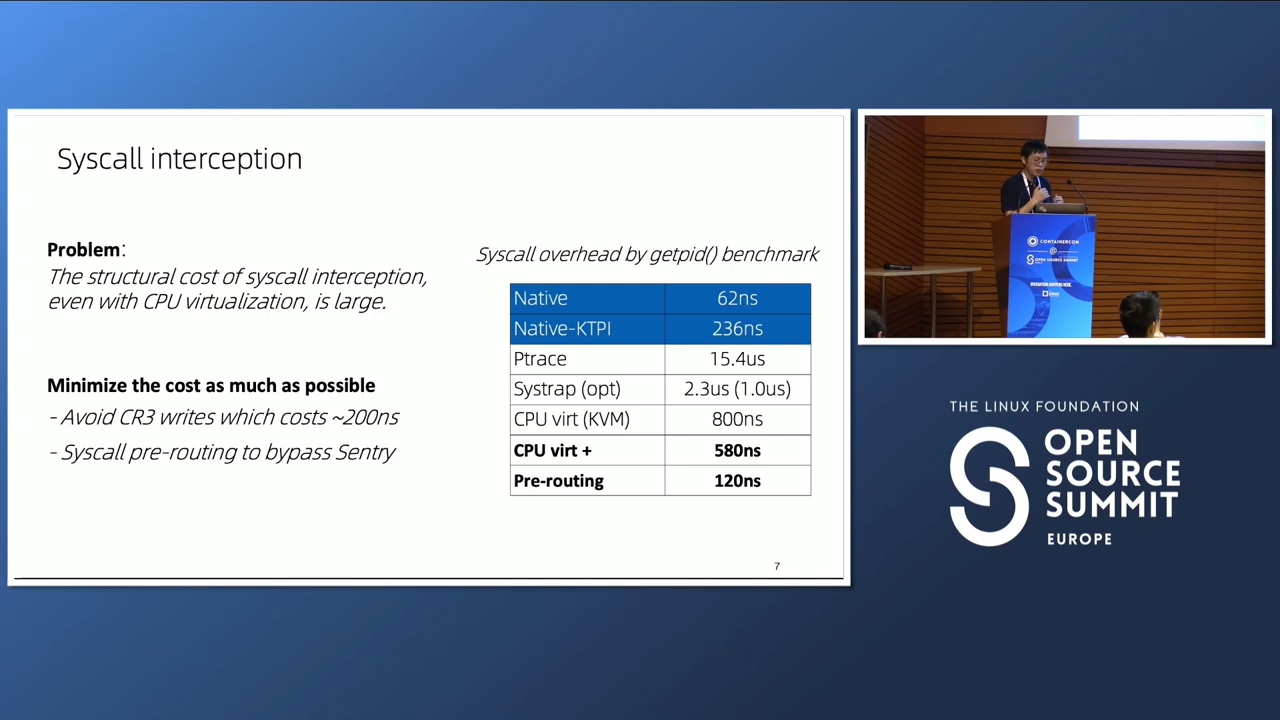 Syscall interception
Problem:
The structural cost of syscall interception,
even with CPU virtualization, is large.
Minimize the cost as much as possible
- Avoid CR3 writes which costs ~200ns
- Syscall pre-routing to bypass Sentry
Syscall overhead by getpid() benchmark
Native 62ns
Native-KTPI 236ns
Ptrace 15.4us
Systrap (opt) 2.3us (1.0us)
CPU virt (KVM) 800ns
CPU virt + 580ns
Pre-routing 120ns
7
CONTAINERCON
@
OPEN SOURCE SUMMIT
THE LINUX FOUNDATION
OPEN
SOURCE
SUMMIT
EUROPE